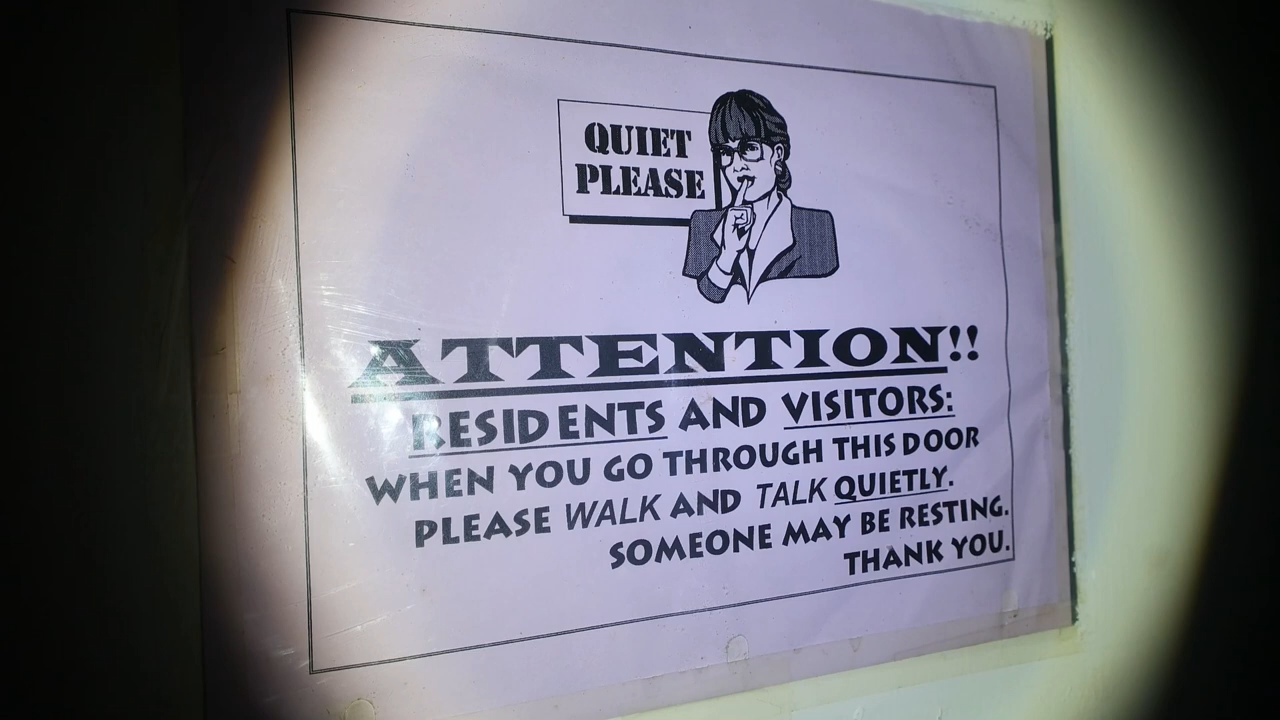 QUIET
PLEASE
ATTENTION!!
RESIDENTS AND VISITORS:
WHEN YOU GO THROUGH THIS DOOR
PLEASE WALK AND TALK QUIETLY.
SOMEONE MAY BE RESTING.
THANK YOU.